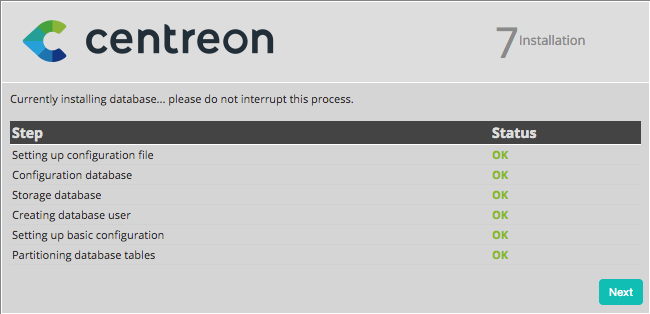 centreon
7 Installation
Currently installing database... please do not interrupt this process.
Step Status
Setting up configuration file OK
Configuration database OK
Storage database OK
Creating database user OK
Setting up basic configuration OK
Partitioning database tables OK
Next